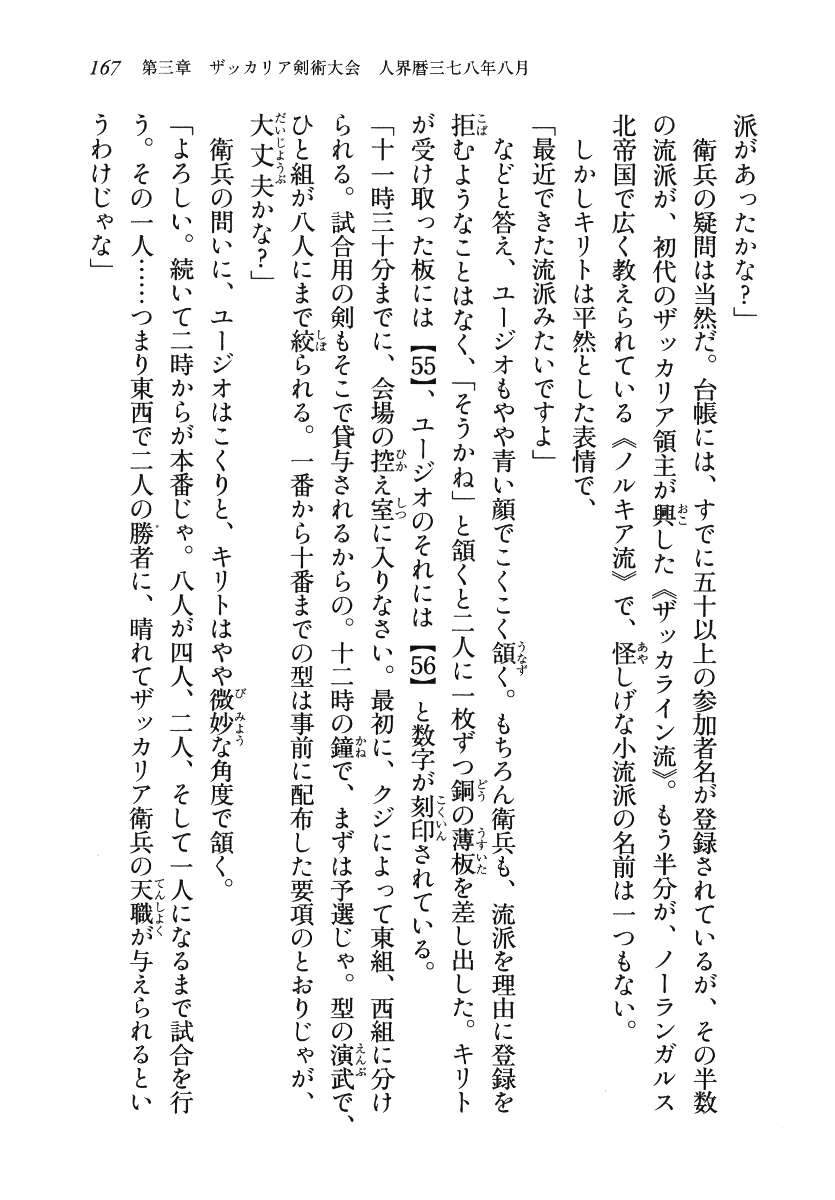 167 第三章 ザッカリア剣術大会 人界暦三七八年八月
派があったかな？」
衛兵の疑問は当然だ。台帳には、すでに五十以上の参加者名が登録されているが、その半数
の流派が、初代のザッカリア領主が興した《ザッカライン流》。もう半分が、ノーランガルス
北帝国で広く教えられている《ノルキア流》で、怪しげな小流派の名前は一つもない。
しかしキリトは平然とした表情で、
「最近できた流派みたいですよ」
などと答え、ユージオもやや青い顔でこくこく頷く。もちろん衛兵も、流派を理由に登録を
拒むようなことはなく、「そうかね」と頷くと二人に一枚ずつ銅の薄板を差し出した。キリト
が受け取った板には【55】、ユージオのそれには【56】と数字が刻印されている。
「十一時三十分までに、会場の控え室に入りなさい。最初に、クジによって東組、西組に分け
られる。試合用の剣もそこで貸与されるからの。十二時の鐘で、まずは予選じゃ。型の演武で、
ひと組が八人にまで絞られる。一番から十番までの型は事前に配布した要項のとおりじゃが、
大丈夫かな？」
衛兵の問いに、ユージオはこくりと、キリトはやや微妙な角度で頷く。
「よろしい。続いて二時からが本番じゃ。八人が四人、二人、そして一人になるまで試合を行
う。その一人……つまり東西で二人の勝者に、晴れてザッカリア衛兵の天職が与えられるとい
うわけじゃな」